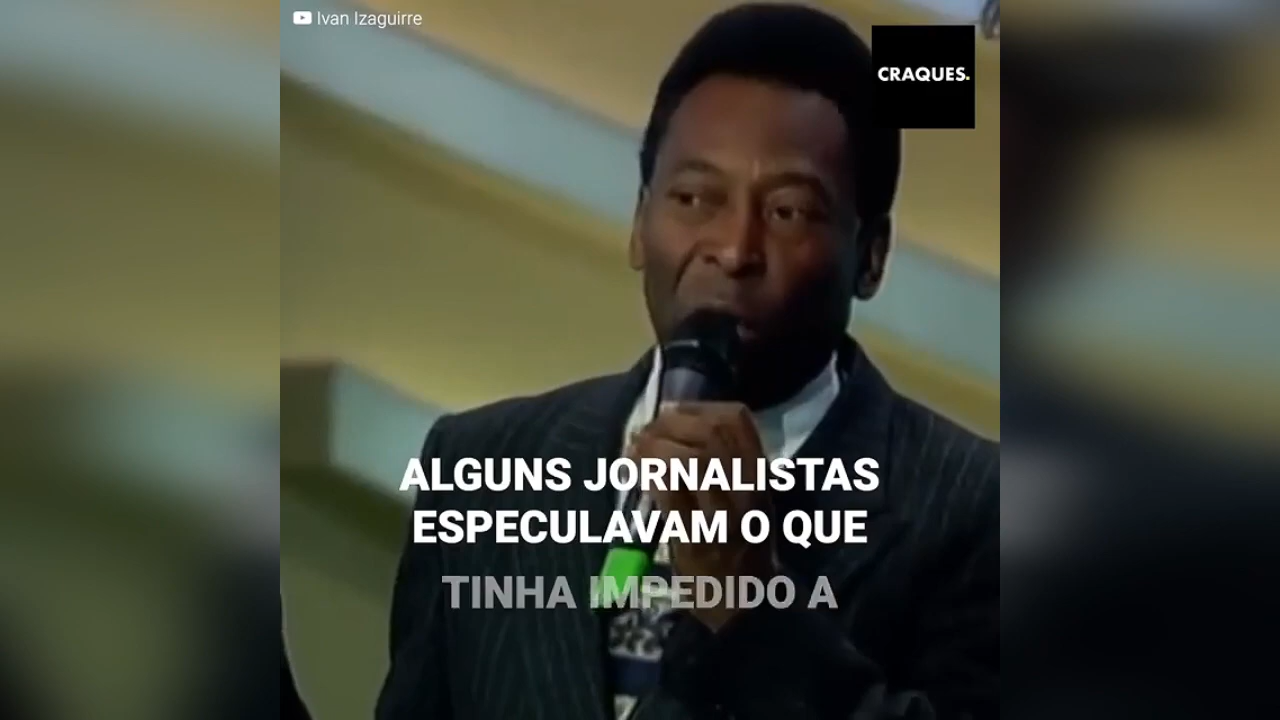 Ivan Izaguirre
CRAQUES.
ALGUNS JORNALISTAS
ESPECULAVAM O QUE
TINHA IMPEDIDO A